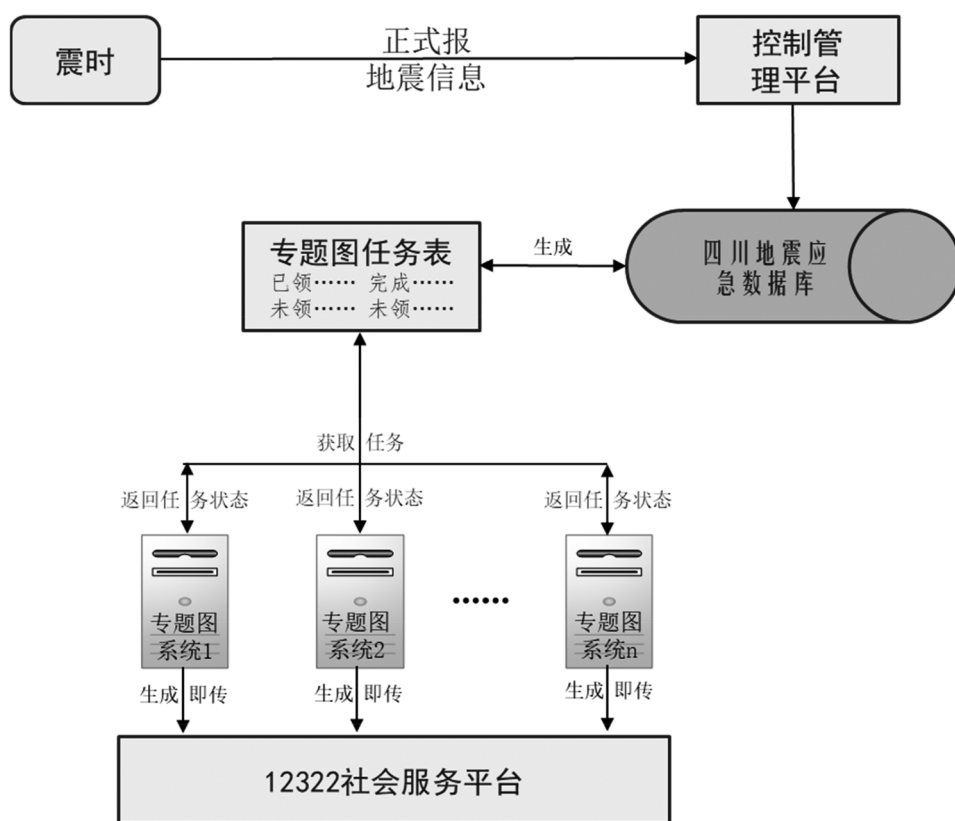 震时
正式报
地震信息
控制管
理平台
四川地震应
急数据库
生成
专题图任务表
已领…… 完成……
未领…… 未领……
获取 任务
返回任 务状态
返回任 务状态
返回任 务状态
专题图
系统1
专题图
系统2
……
专题图
系统n
生成 即传
生成 即传
生成 即传
12322社会服务平台